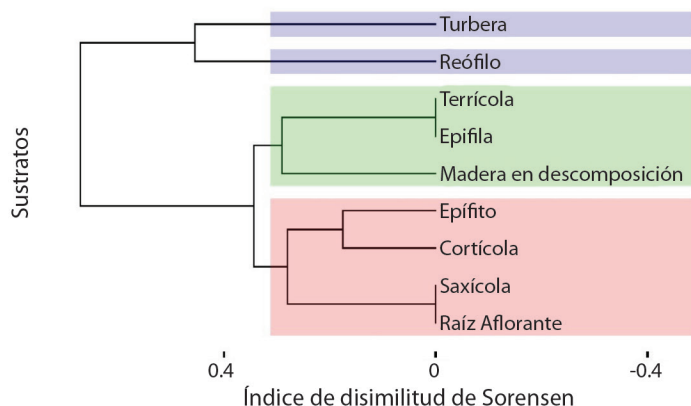 Sustratos
Turbera
Reófilo
Terrícola
Epifila
Madera en descomposición
Epífito
Cortícola
Saxícola
Raíz Aflorante
0.4 0 -0.4
Índice de disimilitud de Sorensen